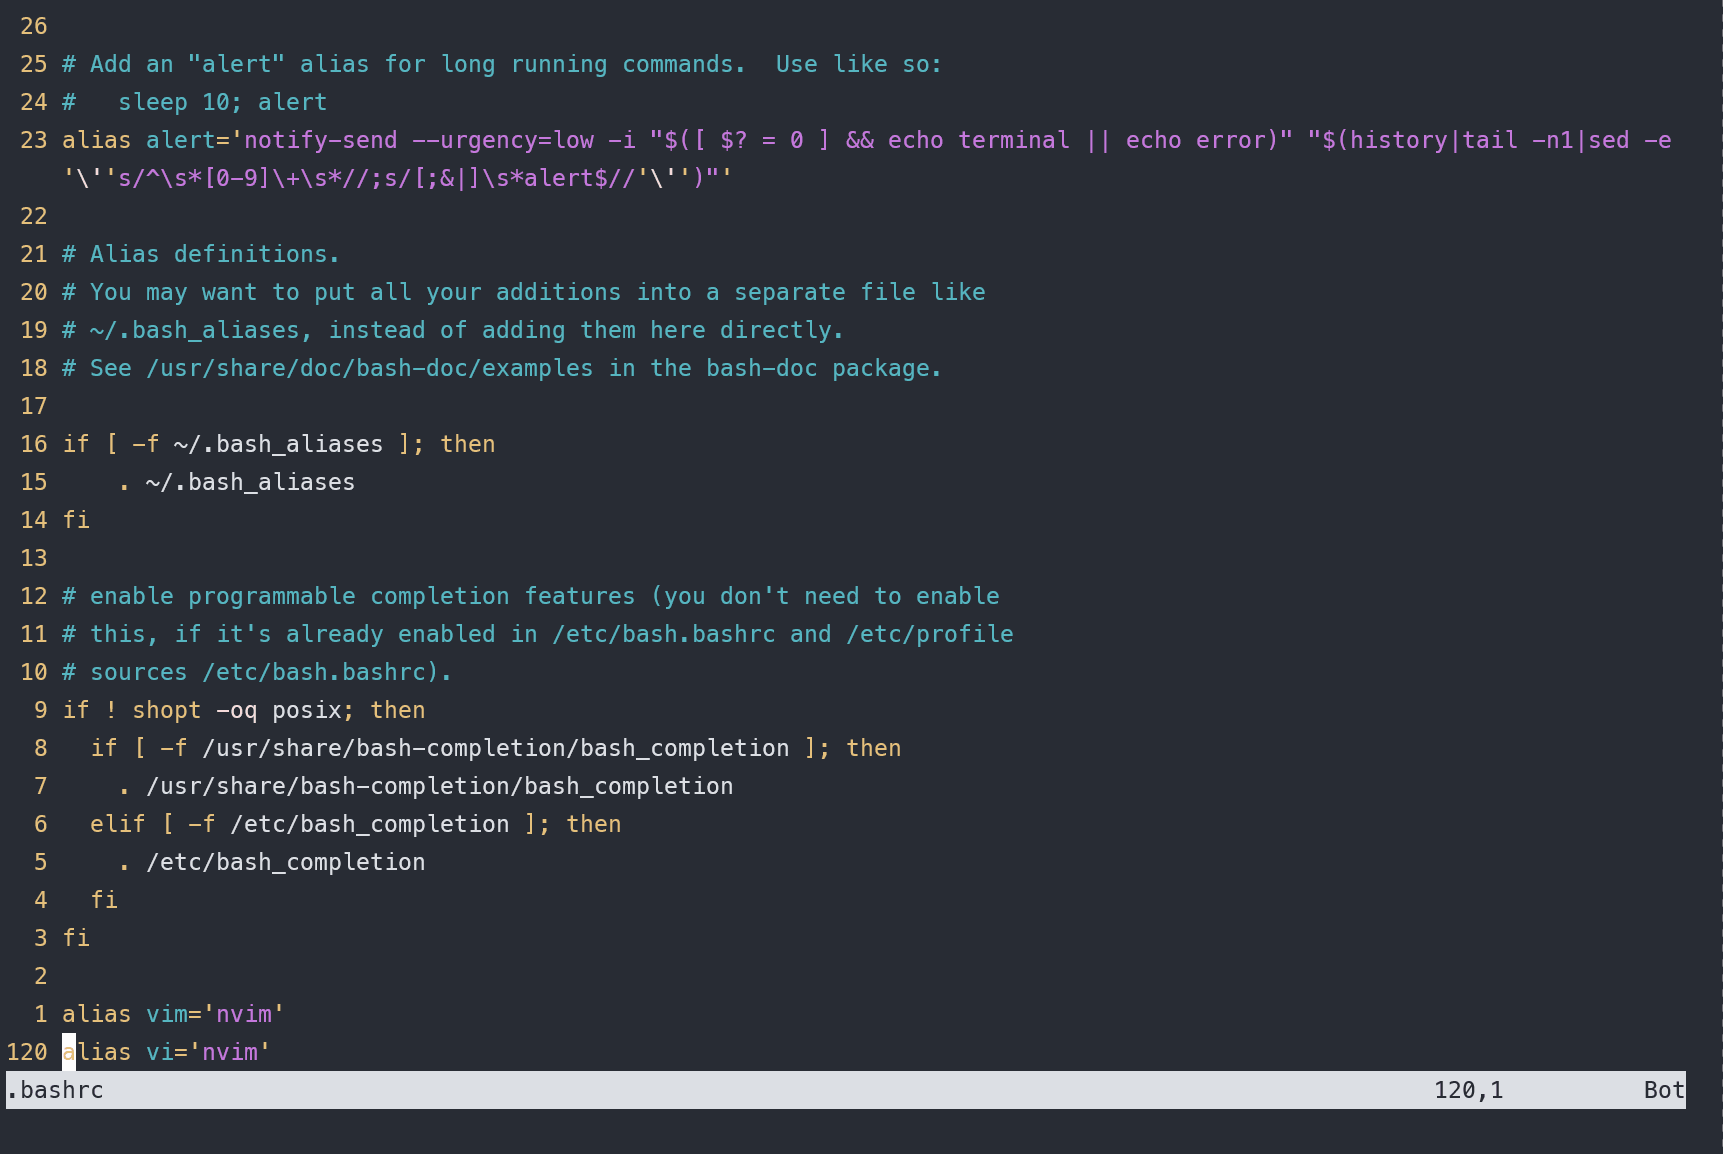 26
25 # Add an "alert" alias for long running commands.  Use like so:
24 #   sleep 10; alert
23 alias alert='notify-send --urgency=low -i "$([ $? = 0 ] && echo terminal || echo error)" "$(history|tail -n1|sed -e
'\''s/^\s*[0-9]\+\s*//;s/[;&|]\s*alert$//'\'')"'
22
21 # Alias definitions.
20 # You may want to put all your additions into a separate file like
19 # ~/.bash_aliases, instead of adding them here directly.
18 # See /usr/share/doc/bash-doc/examples in the bash-doc package.
17
16 if [ -f ~/.bash_aliases ]; then
15     . ~/.bash_aliases
14 fi
13
12 # enable programmable completion features (you don't need to enable
11 # this, if it's already enabled in /etc/bash.bashrc and /etc/profile
10 # sources /etc/bash.bashrc).
9 if ! shopt -oq posix; then
8   if [ -f /usr/share/bash-completion/bash_completion ]; then
7     . /usr/share/bash-completion/bash_completion
6   elif [ -f /etc/bash_completion ]; then
5     . /etc/bash_completion
4   fi
3 fi
2
1 alias vim='nvim'
120 alias vi='nvim'
.bashrc 120,1 Bot